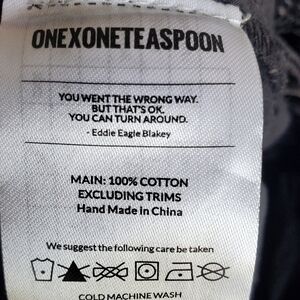 ONEXONETEASPOON
YOU WENT THE WRONG WAY.
BUT THAT'S OK.
YOU CAN TURN AROUND.
- Eddie Eagle Blakey
MAIN: 100% COTTON
EXCLUDING TRIMS
Hand Made in China
We suggest the following care be taken
COLD MACHINE WASH